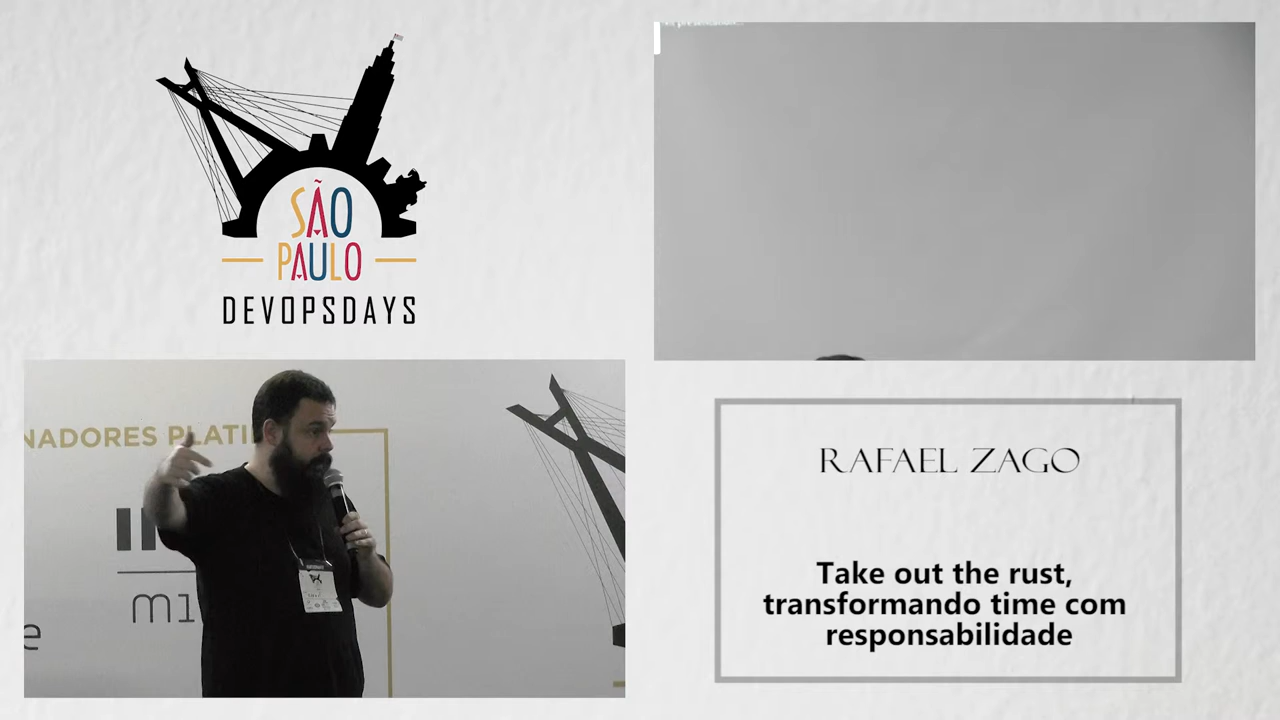 SÃO
PAULO
DEVOPSDAYS
NADORES PLATI
RAFAEL ZAGO
Take out the rust,
transformando time com
responsabilidade